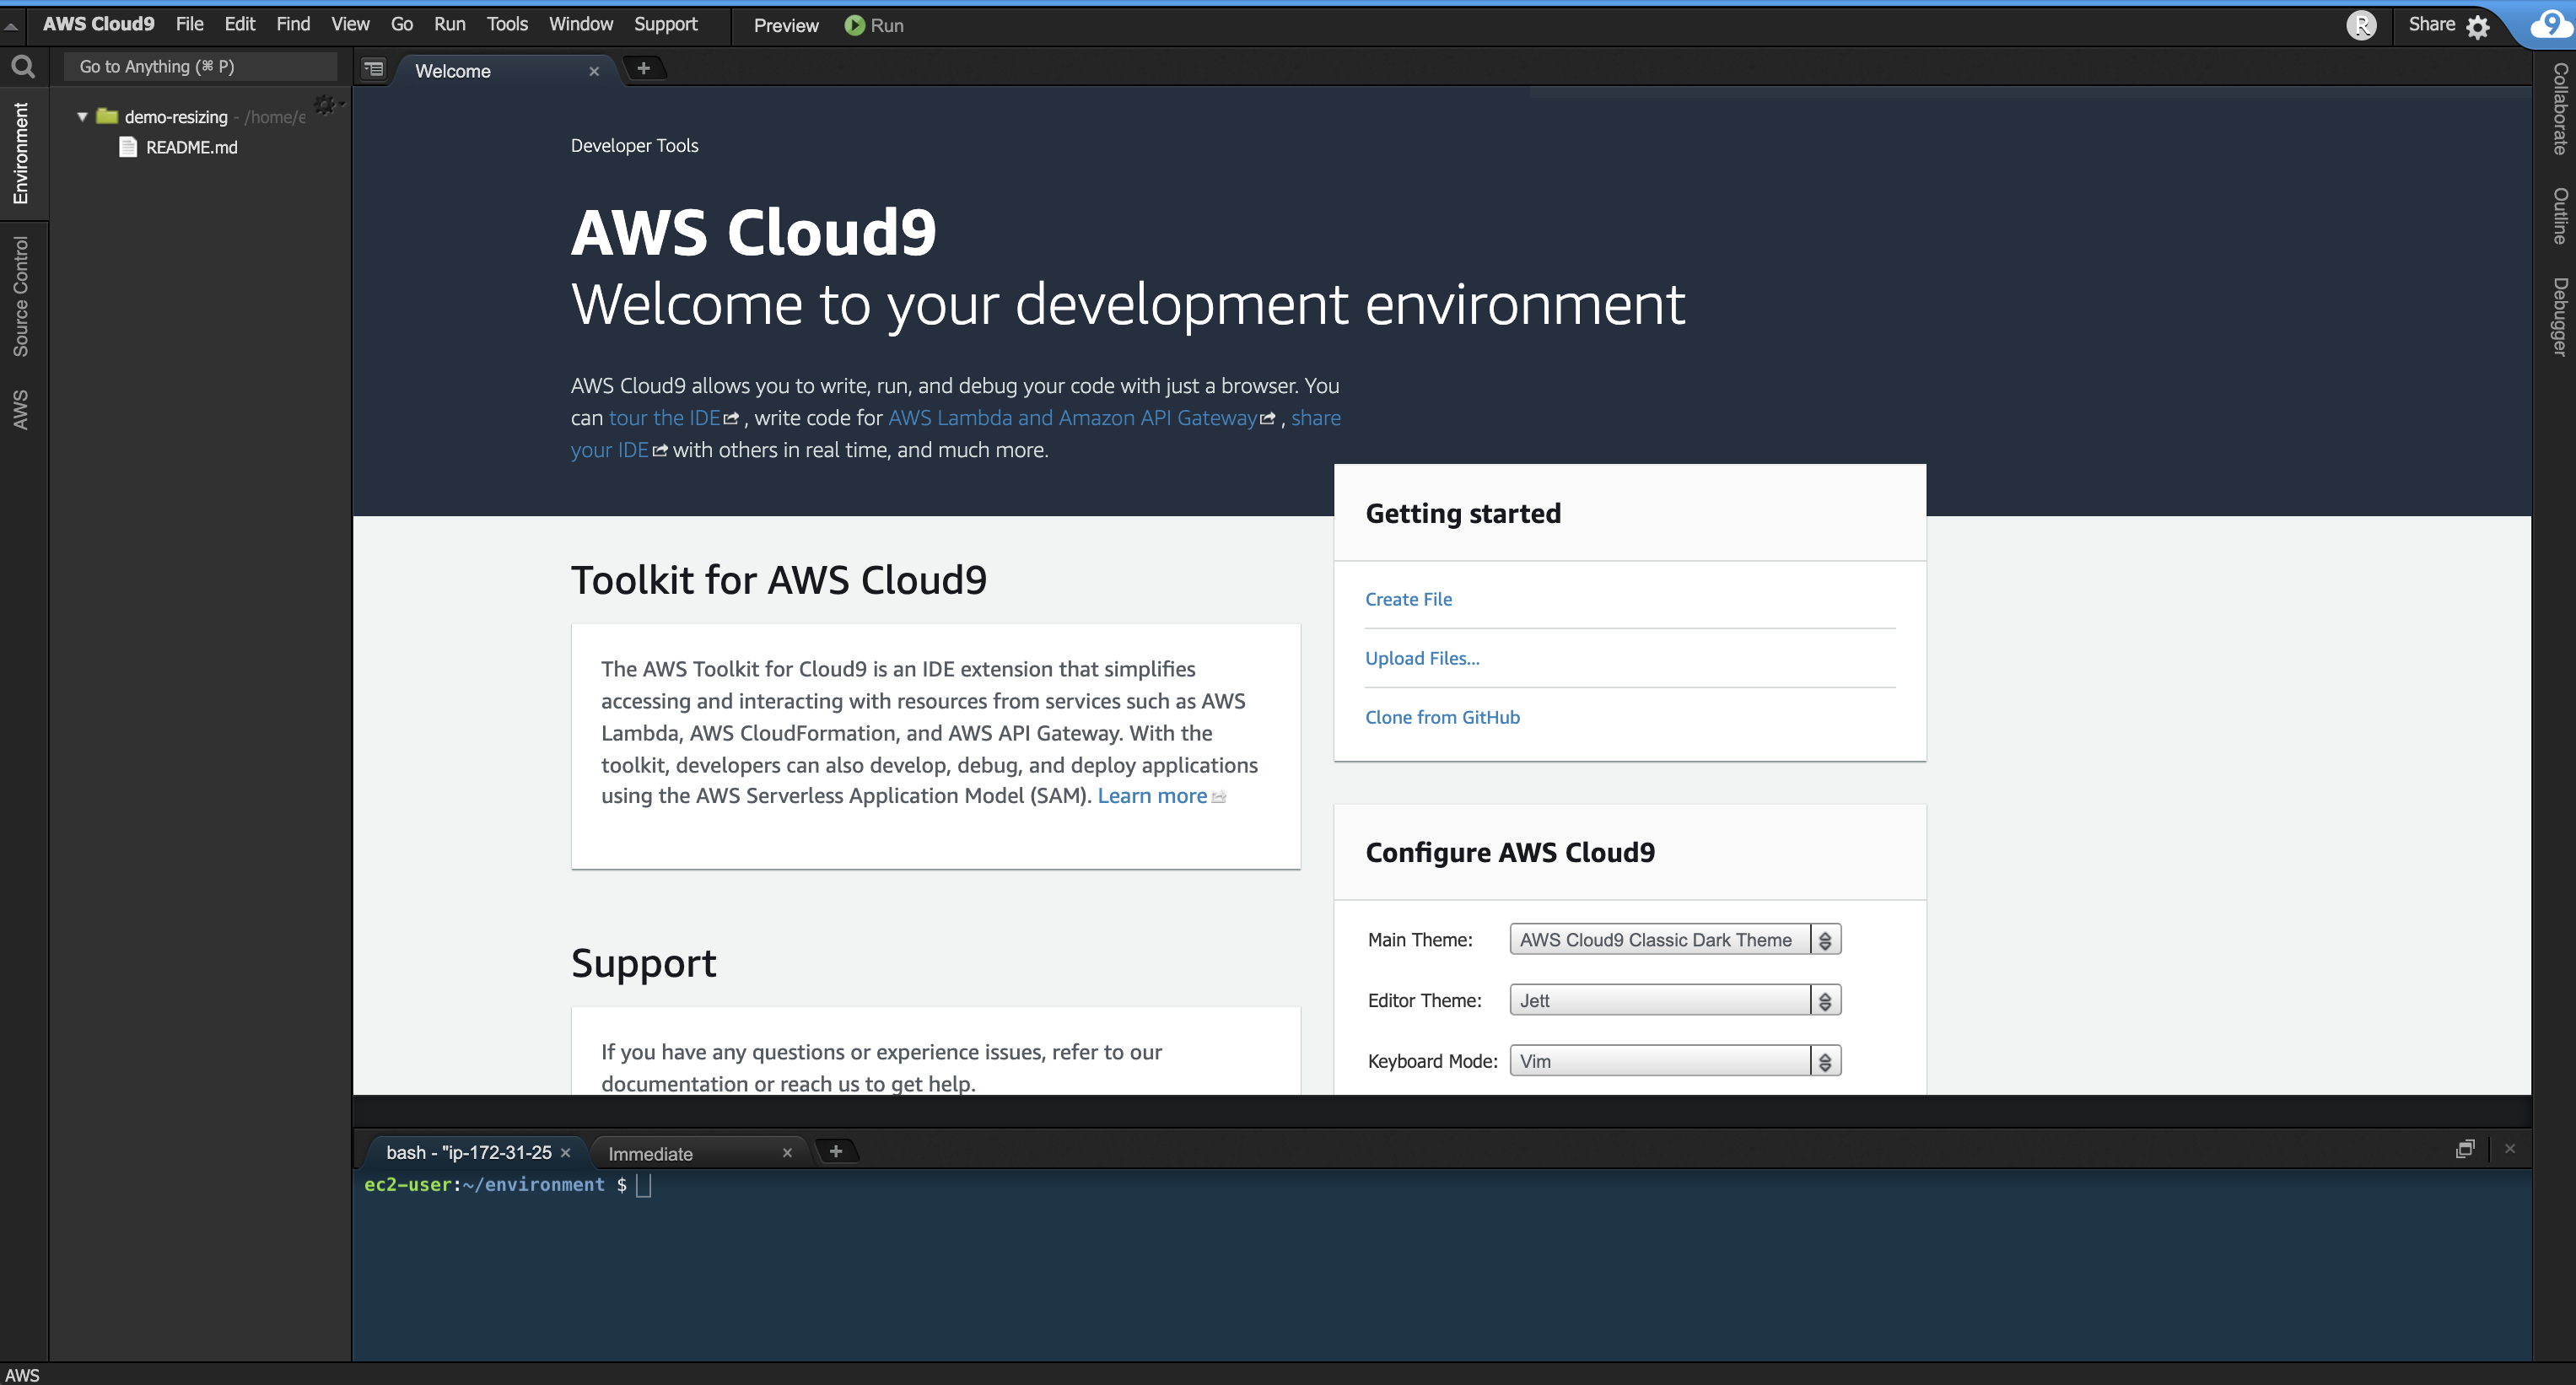 AWS Cloud9 File Edit Find View Go Run Tools Window Support Preview Run R Share 9
Go to Anything (⌘ P)
Welcome
Environment
Source Control
AWS
demo-resizing - /home/e
README.md
Collaborate
Outline
Debugger
Developer Tools
AWS Cloud9
Welcome to your development environment
AWS Cloud9 allows you to write, run, and debug your code with just a browser. You
can tour the IDE , write code for AWS Lambda and Amazon API Gateway , share
your IDE with others in real time, and much more.
Toolkit for AWS Cloud9
The AWS Toolkit for Cloud9 is an IDE extension that simplifies
accessing and interacting with resources from services such as AWS
Lambda, AWS CloudFormation, and AWS API Gateway. With the
toolkit, developers can also develop, debug, and deploy applications
using the AWS Serverless Application Model (SAM). Learn more
Support
If you have any questions or experience issues, refer to our
documentation or reach us to get help.
Getting started
Create File
Upload Files...
Clone from GitHub
Configure AWS Cloud9
Main Theme: AWS Cloud9 Classic Dark Theme
Editor Theme: Jett
Keyboard Mode: Vim
bash - "ip-172-31-25 Immediate
ec2-user:~/environment $
AWS